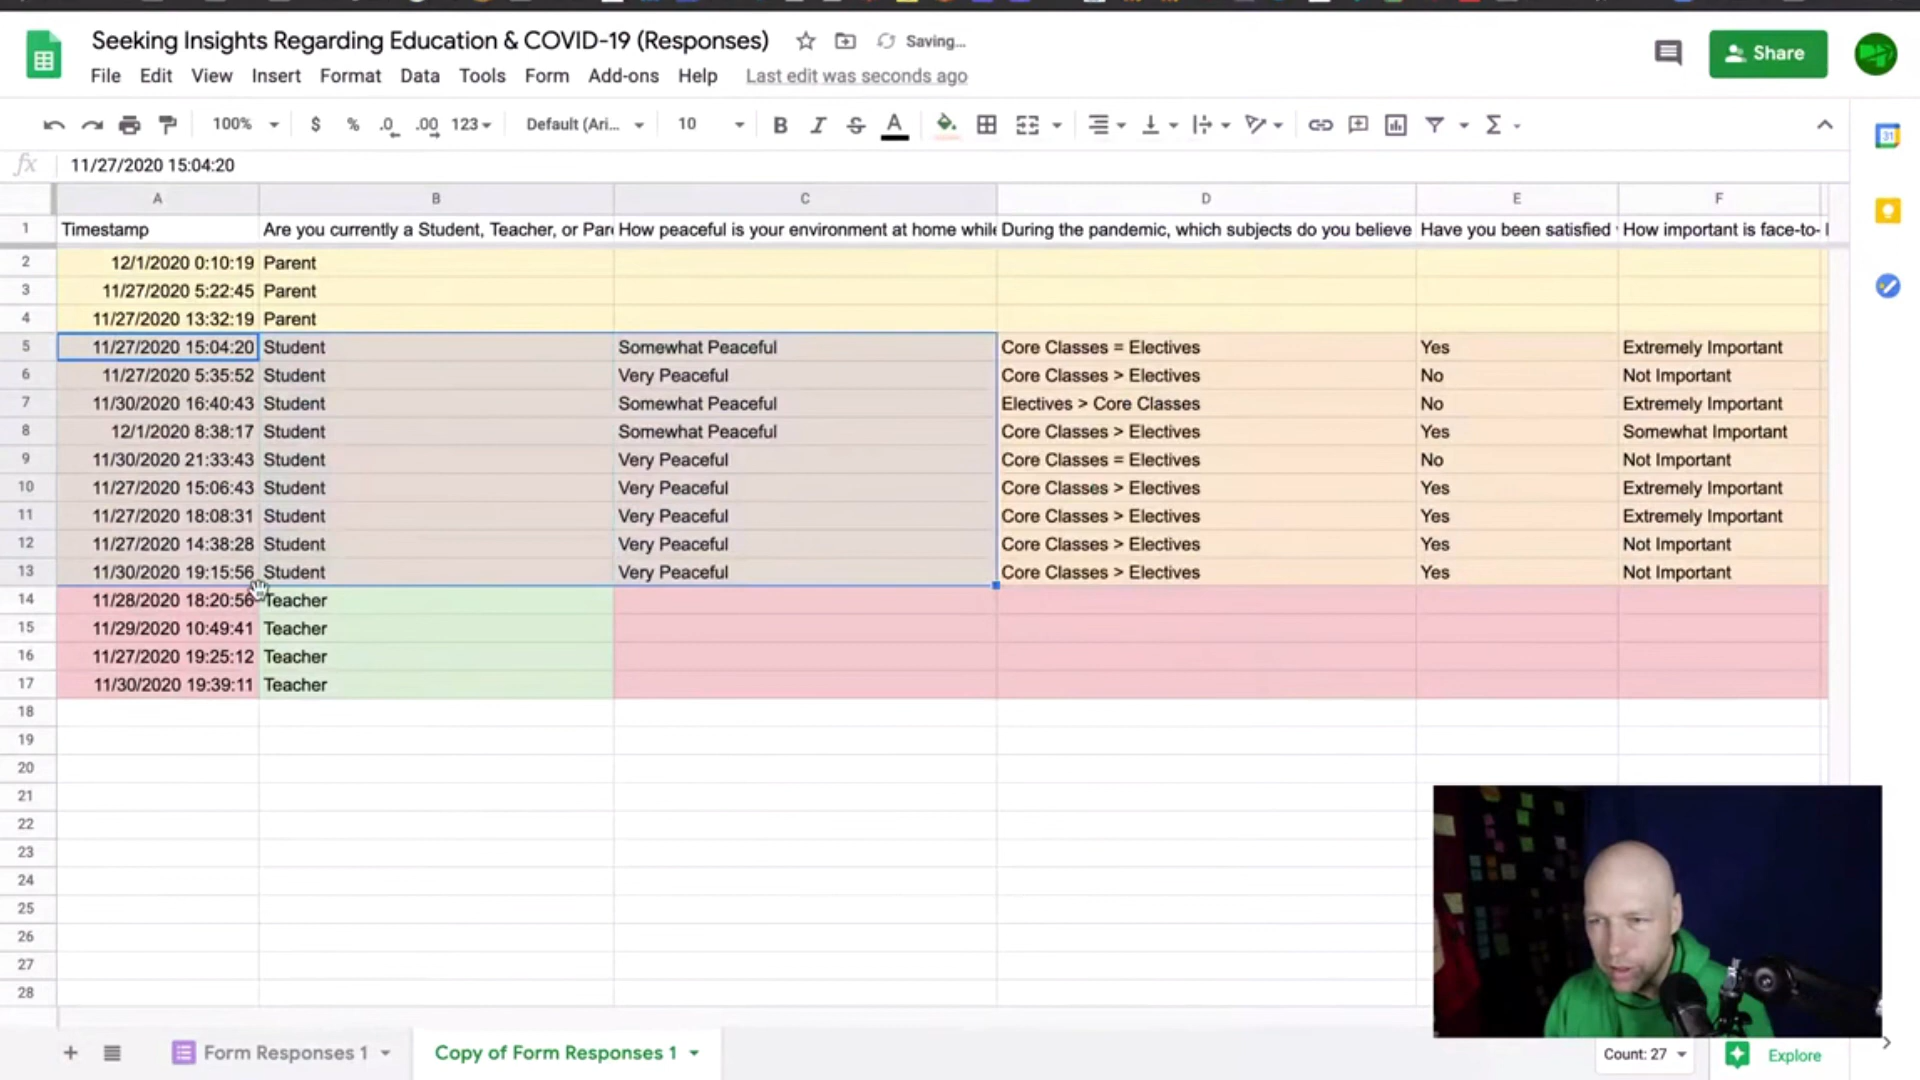 Seeking Insights Regarding Education & COVID-19 (Responses) Saving...
File Edit View Insert Format Data Tools Form Add-ons Help Last edit was seconds ago
Share
100% $ % .0 .00 123 Default (Ari... 10 B I S A Σ
fx 11/27/2020 15:04:20
A B C D E F
1 Timestamp Are you currently a Student, Teacher, or Par How peaceful is your environment at home while During the pandemic, which subjects do you believe Have you been satisfied How important is face-to-
2 12/1/2020 0:10:19 Parent
3 11/27/2020 5:22:45 Parent
4 11/27/2020 13:32:19 Parent
5 11/27/2020 15:04:20 Student Somewhat Peaceful Core Classes = Electives Yes Extremely Important
6 11/27/2020 5:35:52 Student Very Peaceful Core Classes > Electives No Not Important
7 11/30/2020 16:40:43 Student Somewhat Peaceful Electives > Core Classes No Extremely Important
8 12/1/2020 8:38:17 Student Somewhat Peaceful Core Classes > Electives Yes Somewhat Important
9 11/30/2020 21:33:43 Student Very Peaceful Core Classes = Electives No Not Important
10 11/27/2020 15:06:43 Student Very Peaceful Core Classes > Electives Yes Extremely Important
11 11/27/2020 18:08:31 Student Very Peaceful Core Classes > Electives Yes Extremely Important
12 11/27/2020 14:38:28 Student Very Peaceful Core Classes > Electives Yes Not Important
13 11/30/2020 19:15:56 Student Very Peaceful Core Classes > Electives Yes Not Important
14 11/28/2020 18:20:56 Teacher
15 11/29/2020 10:49:41 Teacher
16 11/27/2020 19:25:12 Teacher
17 11/30/2020 19:39:11 Teacher
18
19
20
21
22
23
24
25
26
27
28
Form Responses 1 Copy of Form Responses 1 Count: 27 Explore